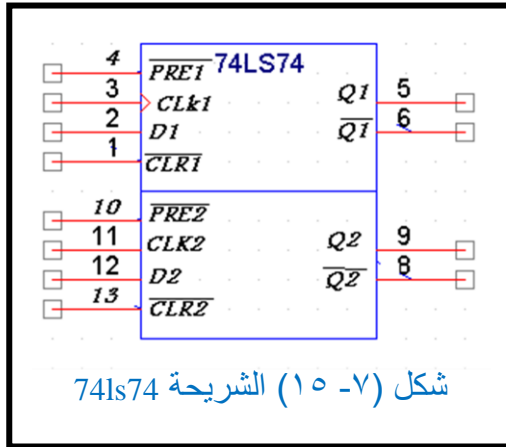 74LS74
4 PRE1
3 CLk1 Q1 5
2 D1 Q1 6
1 CLR1
10 PRE2
11 CLK2 Q2 9
12 D2 Q2 8
13 CLR2
شكل (٧- ١٥) الشريحة 74ls74